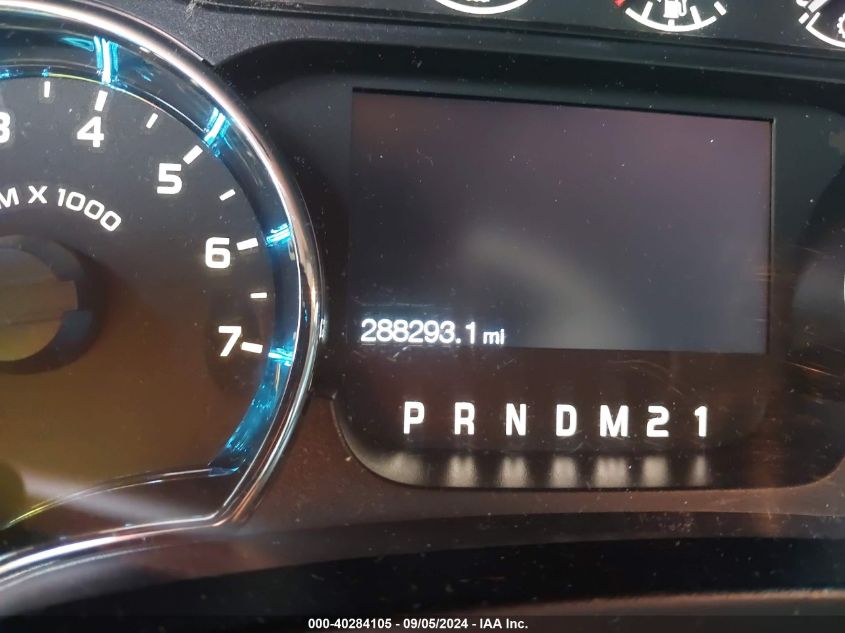 4
5
M X 1000
6
7
288293.1 mi
P R N D M 2 1
000-40284105 - 09/05/2024 - IAA Inc.